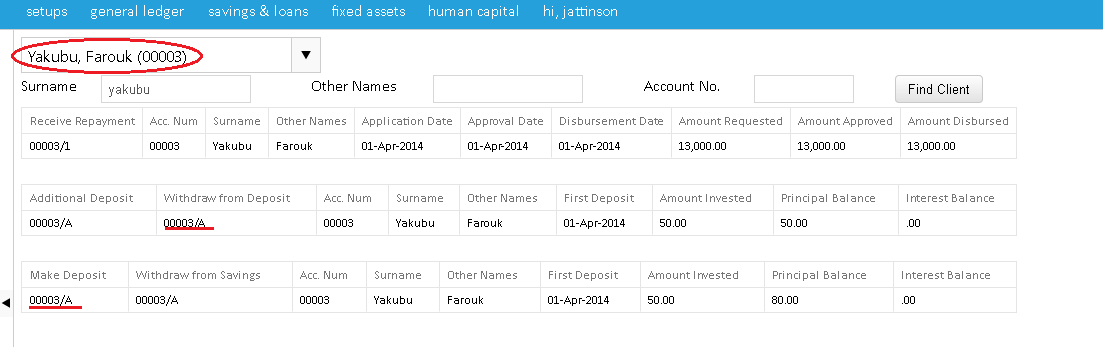 setups general ledger savings & loans fixed assets human capital hi, jattinson
Yakubu, Farouk (00003)
Surname yakubu Other Names Account No. Find Client
Receive Repayment Acc. Num Surname Other Names Application Date Approval Date Disbursement Date Amount Requested Amount Approved Amount Disbursed
00003/1 00003 Yakubu Farouk 01-Apr-2014 01-Apr-2014 01-Apr-2014 13,000.00 13,000.00 13,000.00
Additional Deposit Withdraw from Deposit Acc. Num Surname Other Names First Deposit Amount Invested Principal Balance Interest Balance
00003/A 00003/A 00003 Yakubu Farouk 01-Apr-2014 50.00 50.00 .00
Make Deposit Withdraw from Savings Acc. Num Surname Other Names First Deposit Amount Invested Principal Balance Interest Balance
00003/A 00003/A 00003 Yakubu Farouk 01-Apr-2014 50.00 80.00 .00